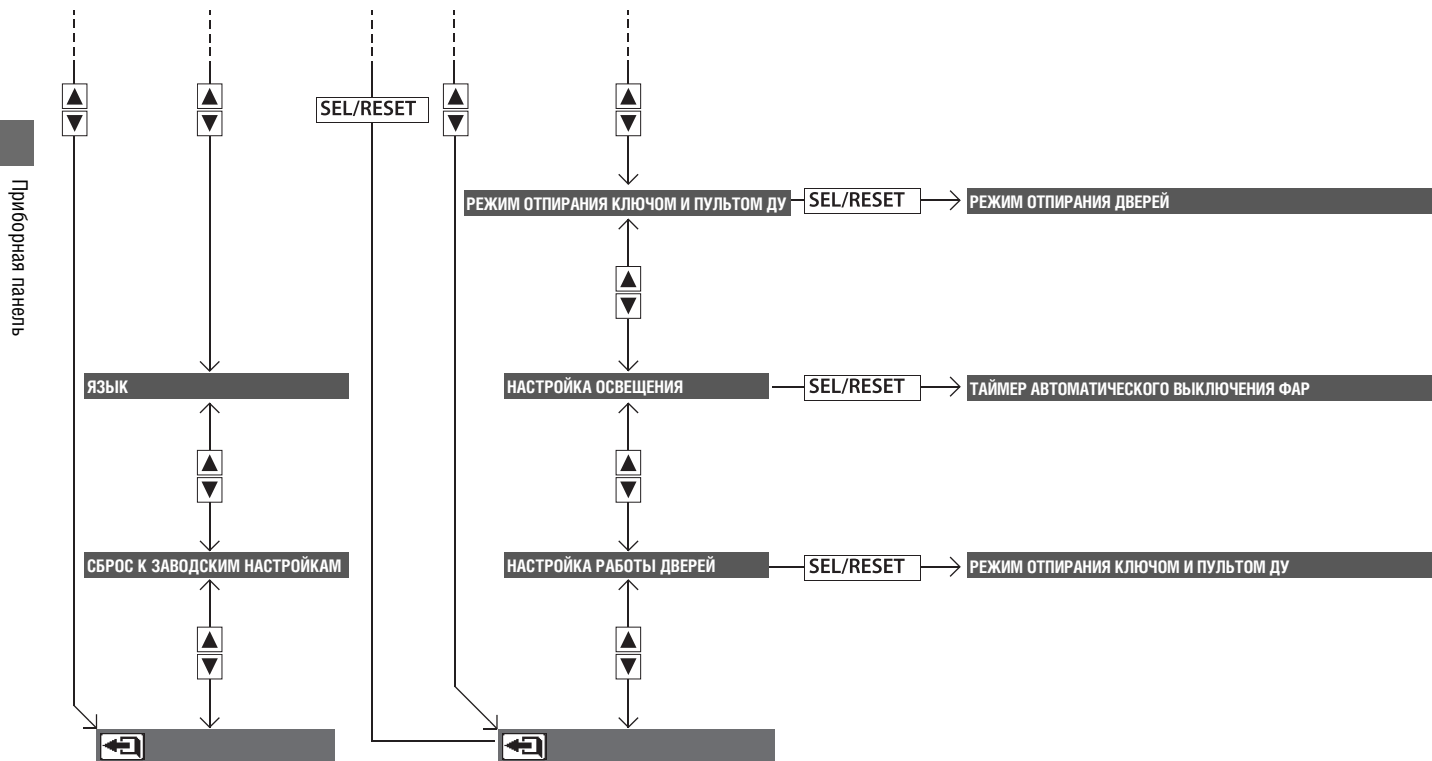 SEL/RESET
Приборная панель
РЕЖИМ ОТПИРАНИЯ КЛЮЧОМ И ПУЛЬТОМ ДУ
SEL/RESET
РЕЖИМ ОТПИРАНИЯ ДВЕРЕЙ
ЯЗЫК
НАСТРОЙКА ОСВЕЩЕНИЯ
SEL/RESET
ТАЙМЕР АВТОМАТИЧЕСКОГО ВЫКЛЮЧЕНИЯ ФАР
СБРОС К ЗАВОДСКИМ НАСТРОЙКАМ
НАСТРОЙКА РАБОТЫ ДВЕРЕЙ
SEL/RESET
РЕЖИМ ОТПИРАНИЯ КЛЮЧОМ И ПУЛЬТОМ ДУ